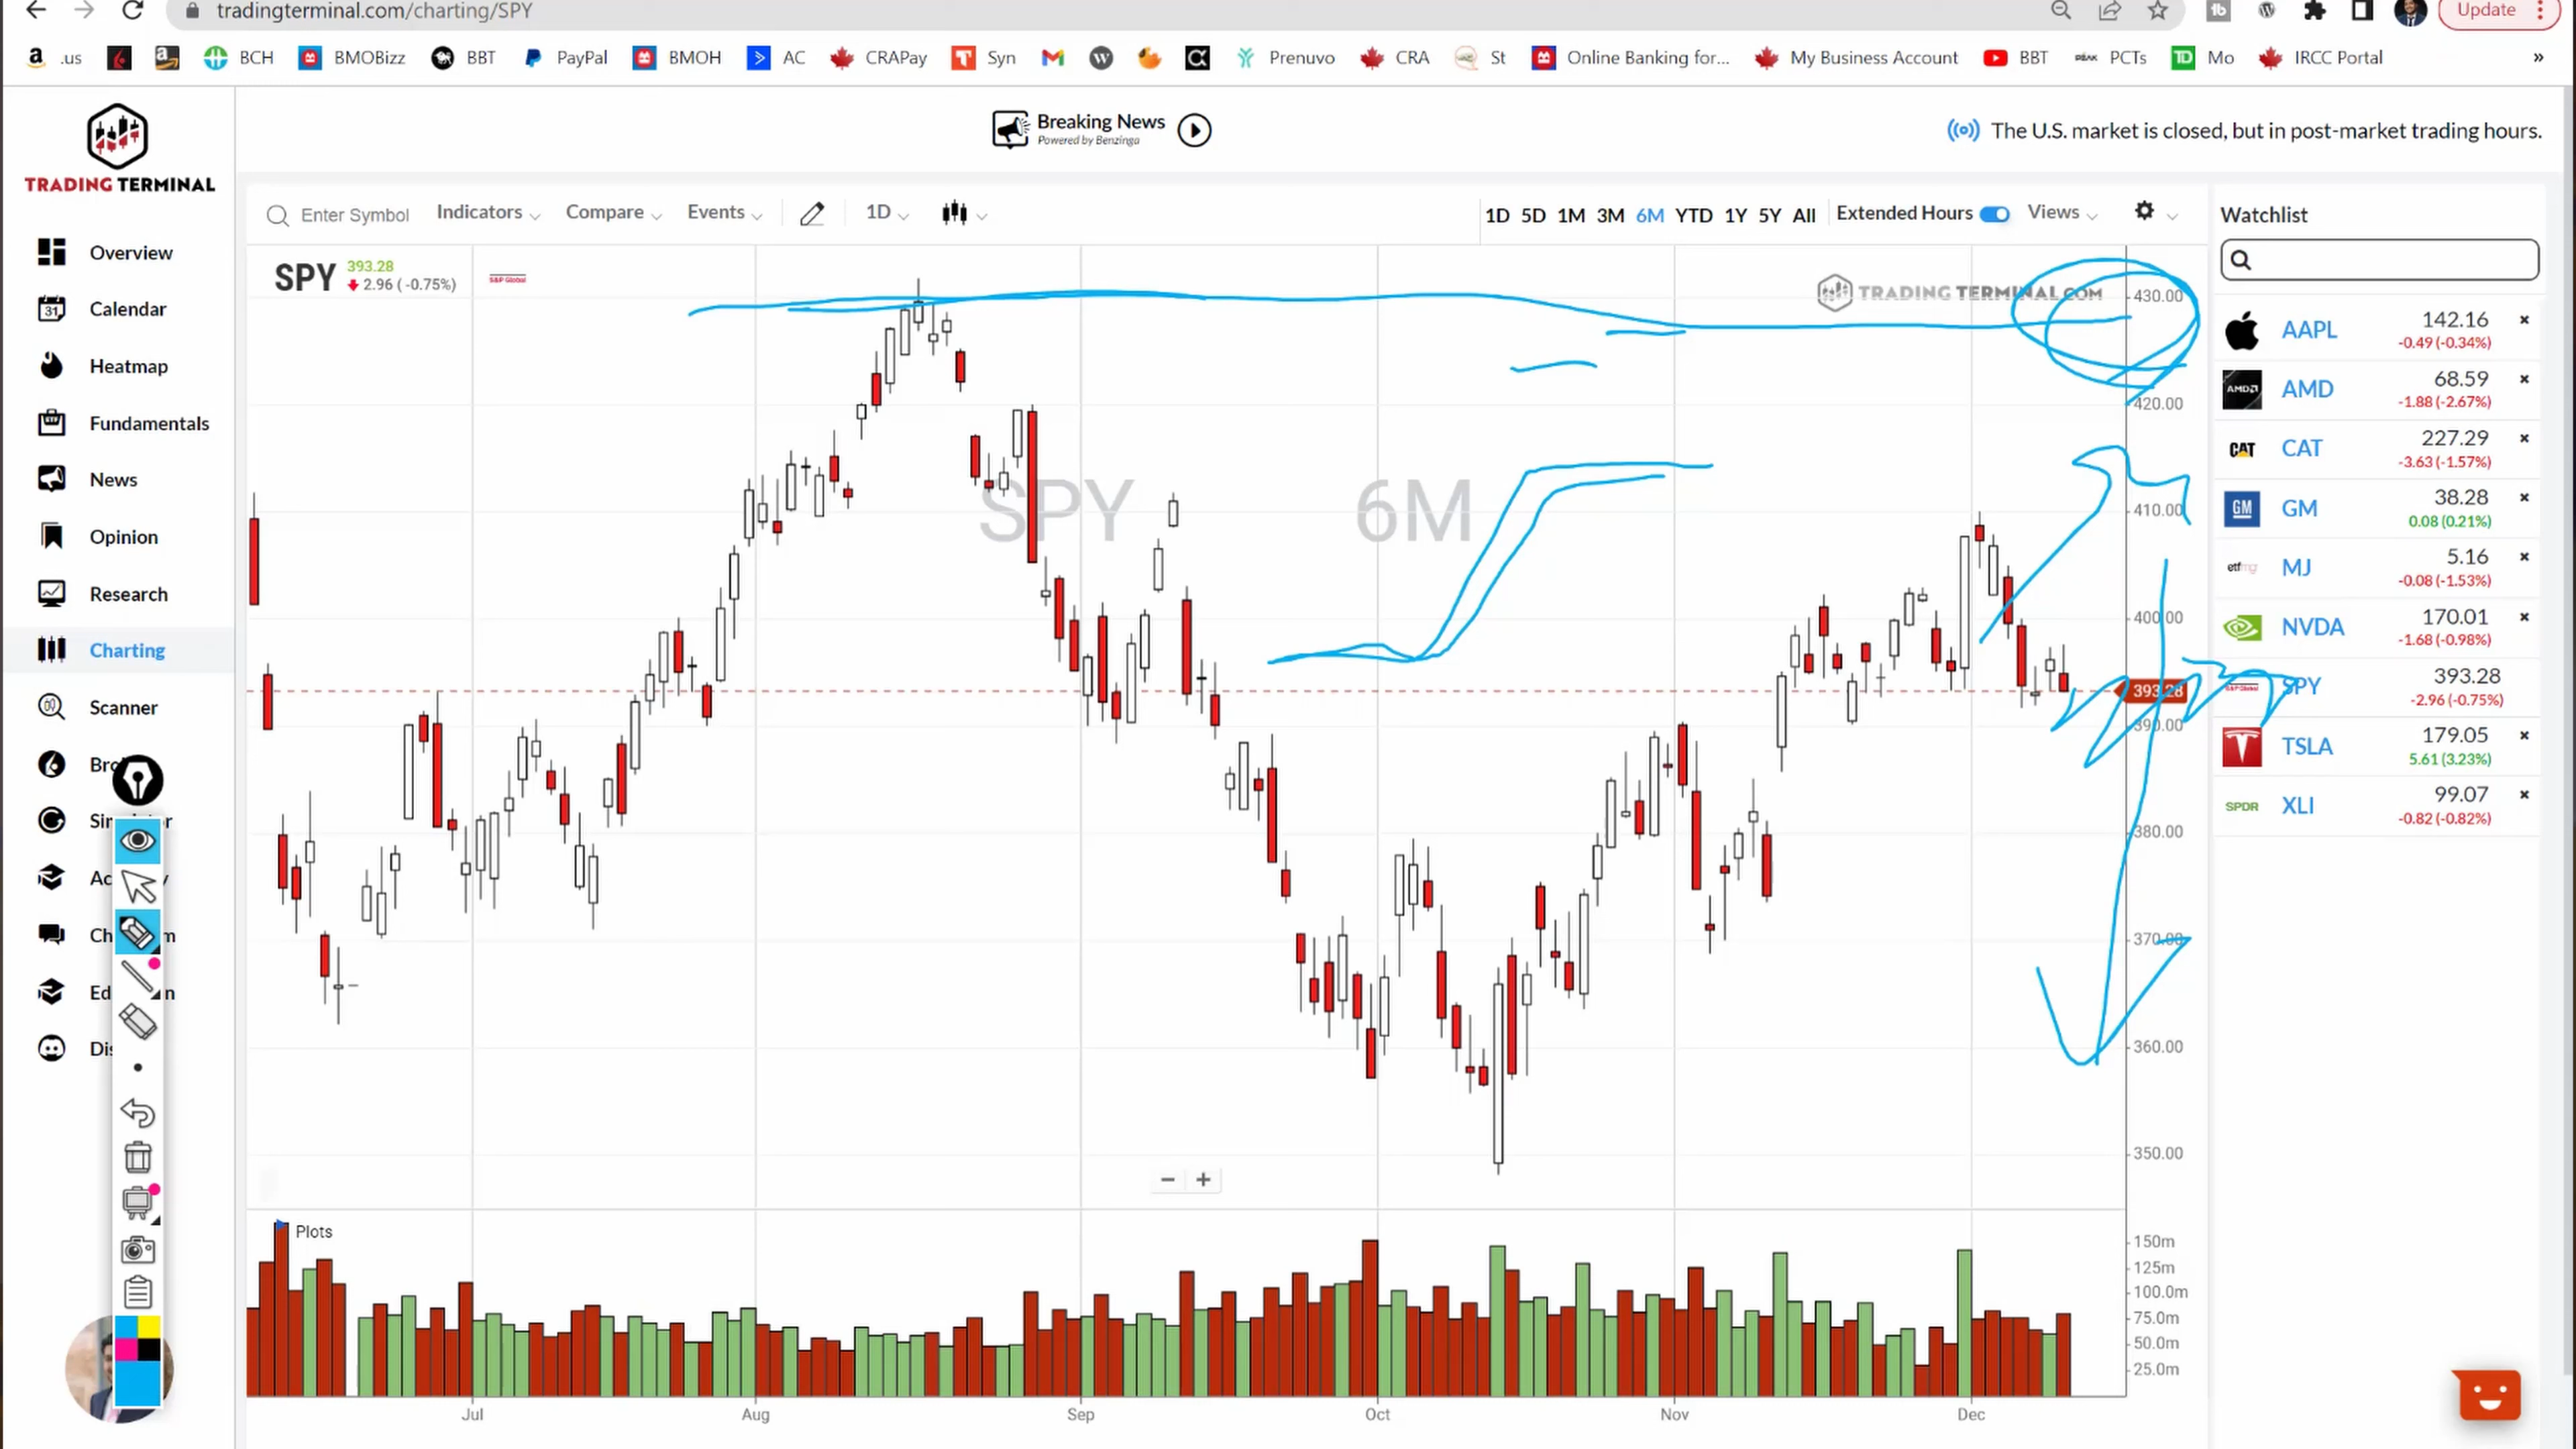 tradingterminal.com/charting/SPY
Update
.us BCH BMOBizz BBT PayPal BMOH AC CRAPay Syn Prenuvo CRA St Online Banking for... My Business Account BBT PCTs Mo IRCC Portal »
TRADING TERMINAL
Breaking News
Powered by Benzinga
The U.S. market is closed, but in post-market trading hours.
Overview
Calendar
Heatmap
Fundamentals
News
Opinion
Research
Charting
Scanner
Enter Symbol Indicators Compare Events 1D
1D 5D 1M 3M 6M YTD 1Y 5Y All Extended Hours Views
SPY 393.28
2.96 ( -0.75%)
S&P Global
TRADING TERMINAL.COM
SPY 6M
430.00
420.00
410.00
400.00
393.28
390.00
380.00
370.00
360.00
350.00
− +
Plots
150m
125m
100.0m
75.0m
50.0m
25.0m
Jul Aug Sep Oct Nov Dec
Watchlist
AAPL 142.16
-0.49 (-0.34%)
AMD 68.59
-1.88 (-2.67%)
CAT CAT 227.29
-3.63 (-1.57%)
GM GM 38.28
0.08 (0.21%)
MJ 5.16
-0.08 (-1.53%)
NVDA 170.01
-1.68 (-0.98%)
SPY 393.28
-2.96 (-0.75%)
TSLA 179.05
5.61 (3.23%)
SPDR XLI 99.07
-0.82 (-0.82%)